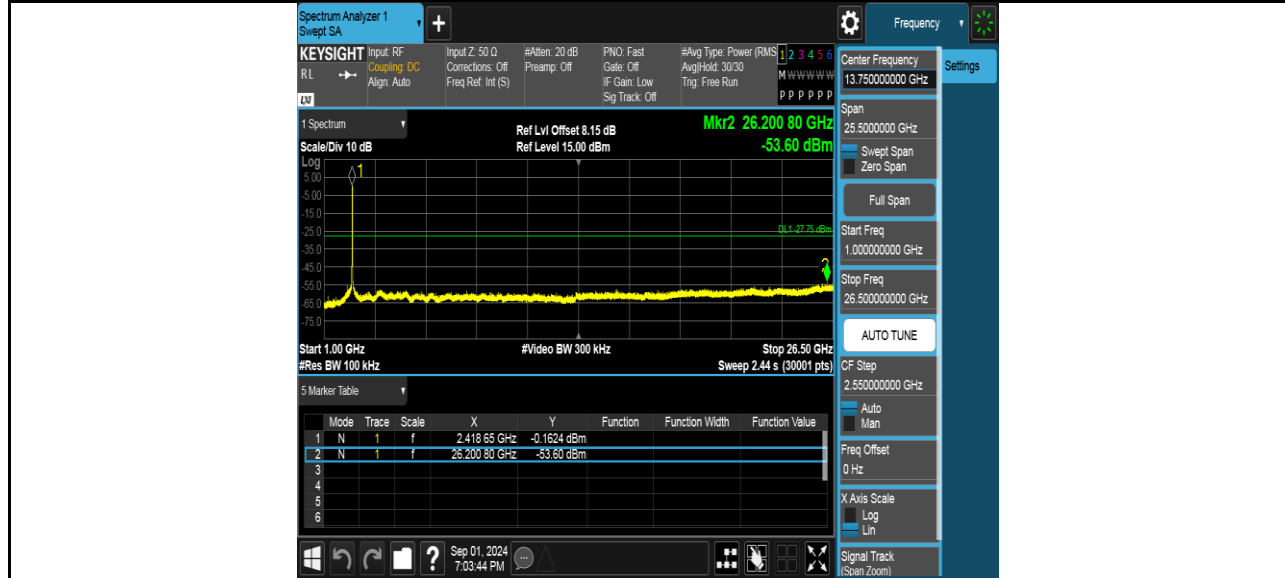 Spectrum Analyzer 1
Swept SA
+
Frequency
KEYSIGHT
RL
LXI
Input: RF
Coupling: DC
Align: Auto
Input Z: 50 Ω
Corrections: Off
Freq Ref: Int (S)
#Atten: 20 dB
Preamp: Off
PNO: Fast
Gate: Off
IF Gain: Low
Sig Track: Off
#Avg Type: Power (RMS
Avg|Hold: 30/30
Trig: Free Run
1 2 3 4 5 6
M W W W W W
P P P P P P
1 Spectrum
Scale/Div 10 dB
Ref Lvl Offset 8.15 dB
Ref Level 15.00 dBm
Mkr2 26.200 80 GHz
-53.60 dBm
Log
5.00
-5.00
-15.0
-25.0
-35.0
-45.0
-55.0
-65.0
-75.0
1
DL1 -27.75 dBm
2
Start 1.00 GHz
#Res BW 100 kHz
#Video BW 300 kHz
Stop 26.50 GHz
Sweep 2.44 s (30001 pts)
5 Marker Table
Mode Trace Scale X Y Function Function Width Function Value
1 N 1 f 2.418 65 GHz -0.1624 dBm
2 N 1 f 26.200 80 GHz -53.60 dBm
3
4
5
6
?
Sep 01, 2024
7:03:44 PM
Center Frequency
13.750000000 GHz
Settings
Span
25.5000000 GHz
Swept Span
Zero Span
Full Span
Start Freq
1.000000000 GHz
Stop Freq
26.500000000 GHz
AUTO TUNE
CF Step
2.550000000 GHz
Auto
Man
Freq Offset
0 Hz
X Axis Scale
Log
Lin
Signal Track
(Span Zoom)